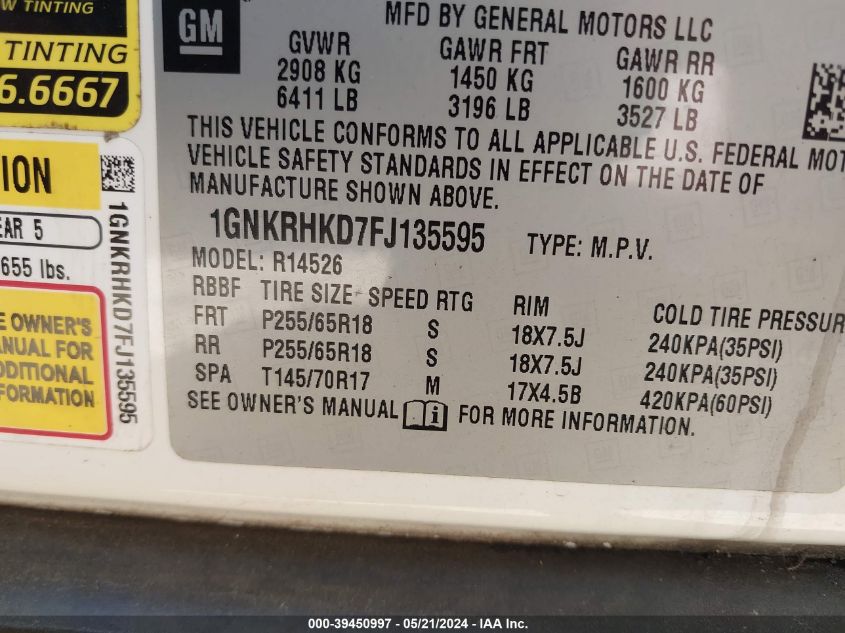 W TINTING
TINTING
6.6667
GM
MFD BY GENERAL MOTORS LLC
GVWR GAWR FRT GAWR RR
2908 KG 1450 KG 1600 KG
6411 LB 3196 LB 3527 LB
THIS VEHICLE CONFORMS TO ALL APPLICABLE U.S. FEDERAL MOT
VEHICLE SAFETY STANDARDS IN EFFECT ON THE DATE OF
MANUFACTURE SHOWN ABOVE.
1GNKRHKD7FJ135595 TYPE: M.P.V.
MODEL: R14526
RBBF TIRE SIZE SPEED RTG RIM COLD TIRE PRESSUR
FRT P255/65R18 S 18X7.5J 240KPA(35PSI)
RR P255/65R18 S 18X7.5J 240KPA(35PSI)
SPA T145/70R17 M 17X4.5B 420KPA(60PSI)
SEE OWNER'S MANUAL i FOR MORE INFORMATION.
ION
EAR 5
655 lbs.
E OWNER'S
ANUAL FOR
DDITIONAL
FORMATION
1GNKRHKD7FJ135595
000-39450997 - 05/21/2024 - IAA Inc.